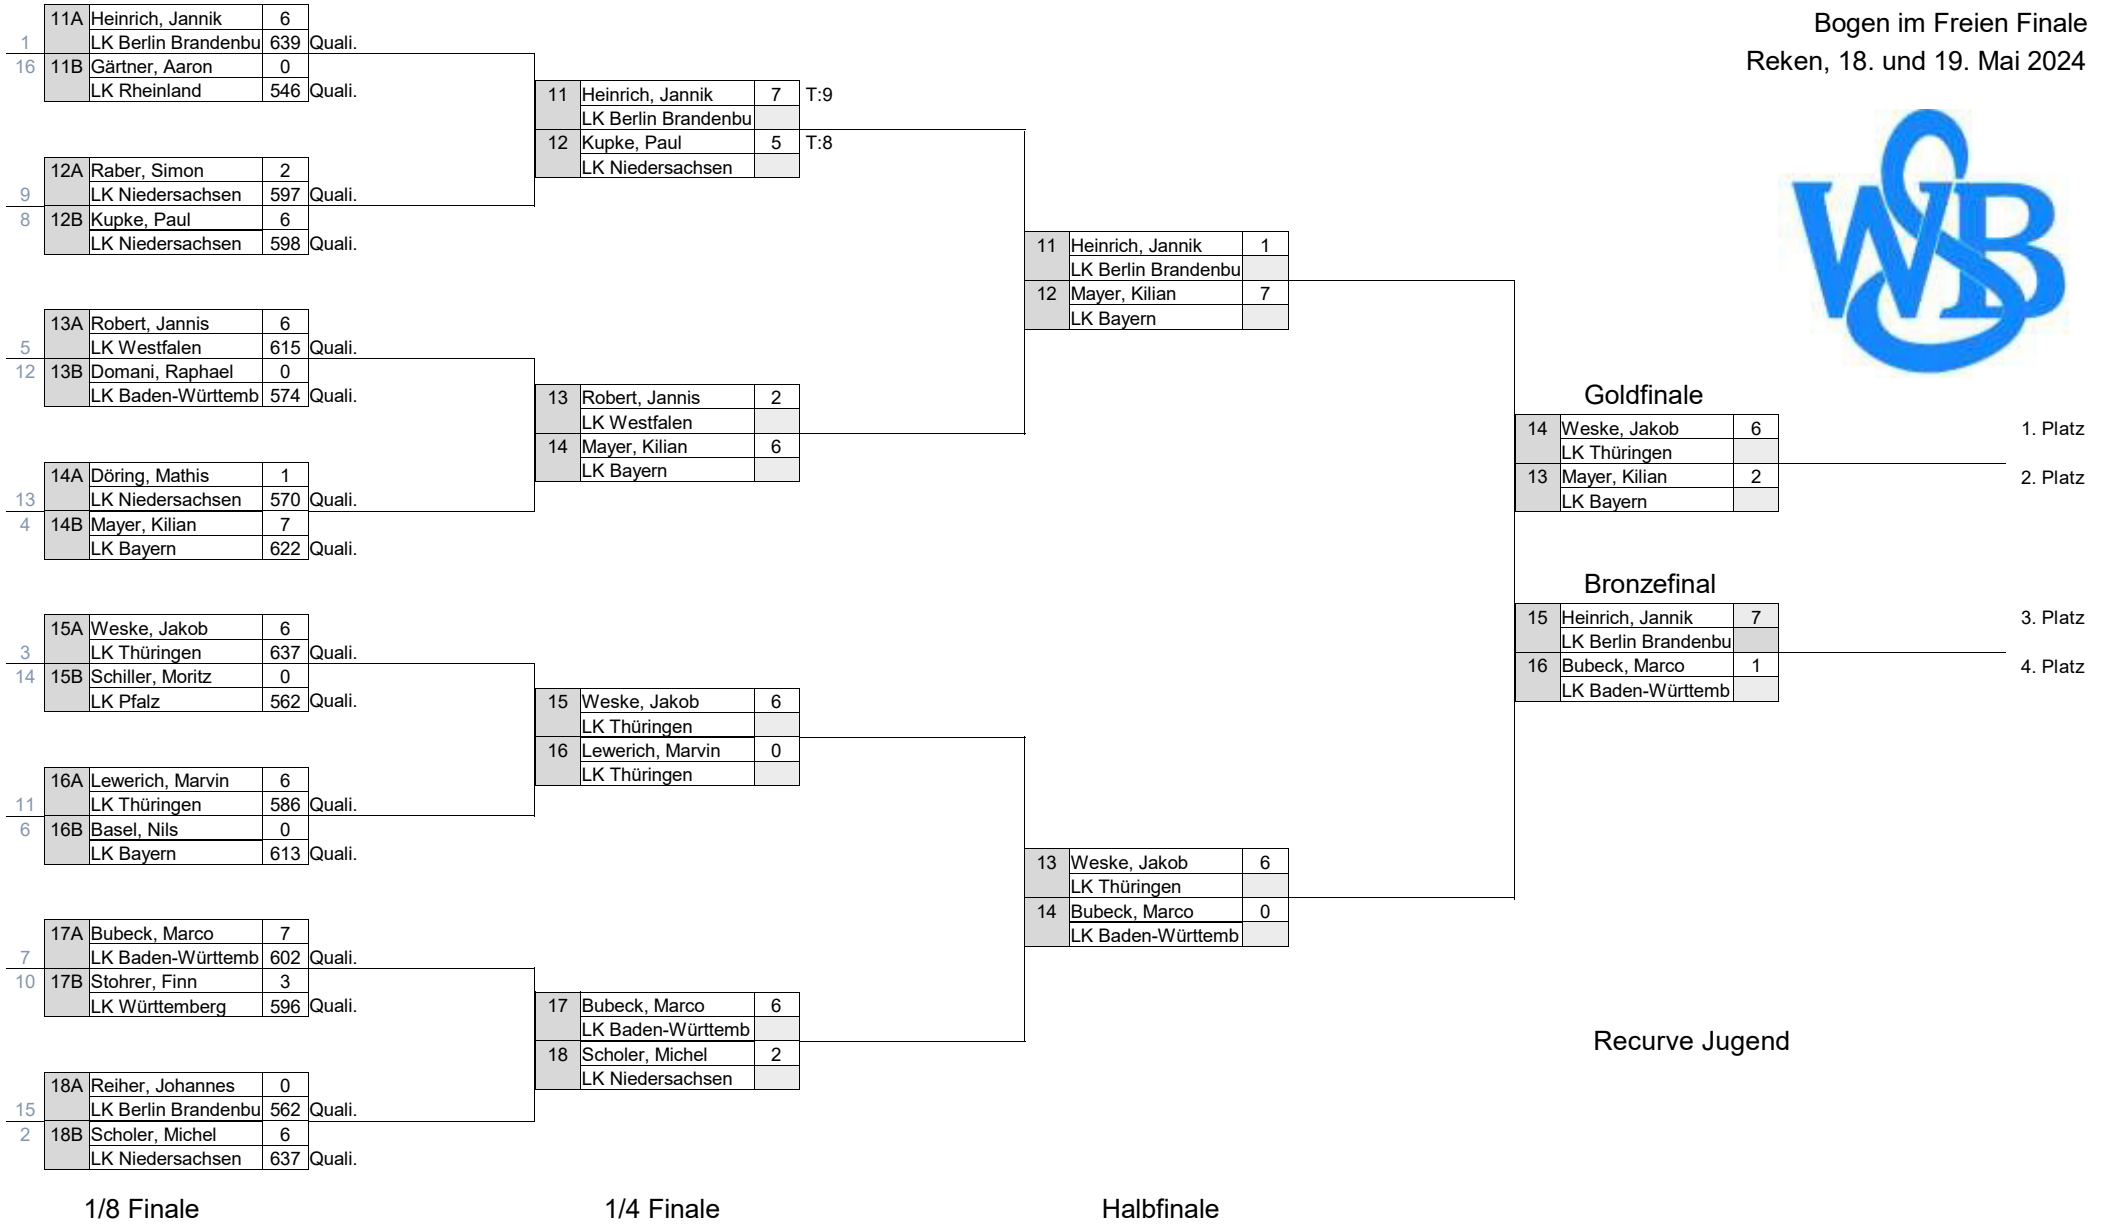 Bogen im Freien Finale
Reken, 18. und 19. Mai 2024
WSB
11A Heinrich, Jannik 6
1 LK Berlin Brandenbu 639 Quali.
16 11B Gärtner, Aaron 0
LK Rheinland 546 Quali.
12A Raber, Simon 2
9 LK Niedersachsen 597 Quali.
8 12B Kupke, Paul 6
LK Niedersachsen 598 Quali.
13A Robert, Jannis 6
5 LK Westfalen 615 Quali.
12 13B Domani, Raphael 0
LK Baden-Württemb 574 Quali.
14A Döring, Mathis 1
13 LK Niedersachsen 570 Quali.
4 14B Mayer, Kilian 7
LK Bayern 622 Quali.
15A Weske, Jakob 6
3 LK Thüringen 637 Quali.
14 15B Schiller, Moritz 0
LK Pfalz 562 Quali.
16A Lewerich, Marvin 6
11 LK Thüringen 586 Quali.
6 16B Basel, Nils 0
LK Bayern 613 Quali.
17A Bubeck, Marco 7
7 LK Baden-Württemb 602 Quali.
10 17B Stohrer, Finn 3
LK Württemberg 596 Quali.
18A Reiher, Johannes 0
15 LK Berlin Brandenbu 562 Quali.
2 18B Scholer, Michel 6
LK Niedersachsen 637 Quali.
1/8 Finale
11 Heinrich, Jannik 7 T:9
LK Berlin Brandenbu
12 Kupke, Paul 5 T:8
LK Niedersachsen
13 Robert, Jannis 2
LK Westfalen
14 Mayer, Kilian 6
LK Bayern
15 Weske, Jakob 6
LK Thüringen
16 Lewerich, Marvin 0
LK Thüringen
17 Bubeck, Marco 6
LK Baden-Württemb
18 Scholer, Michel 2
LK Niedersachsen
1/4 Finale
11 Heinrich, Jannik 1
LK Berlin Brandenbu
12 Mayer, Kilian 7
LK Bayern
13 Weske, Jakob 6
LK Thüringen
14 Bubeck, Marco 0
LK Baden-Württemb
Halbfinale
Goldfinale
14 Weske, Jakob 6 1. Platz
LK Thüringen
13 Mayer, Kilian 2 2. Platz
LK Bayern
Bronzefinal
15 Heinrich, Jannik 7 3. Platz
LK Berlin Brandenbu
16 Bubeck, Marco 1 4. Platz
LK Baden-Württemb
Recurve Jugend